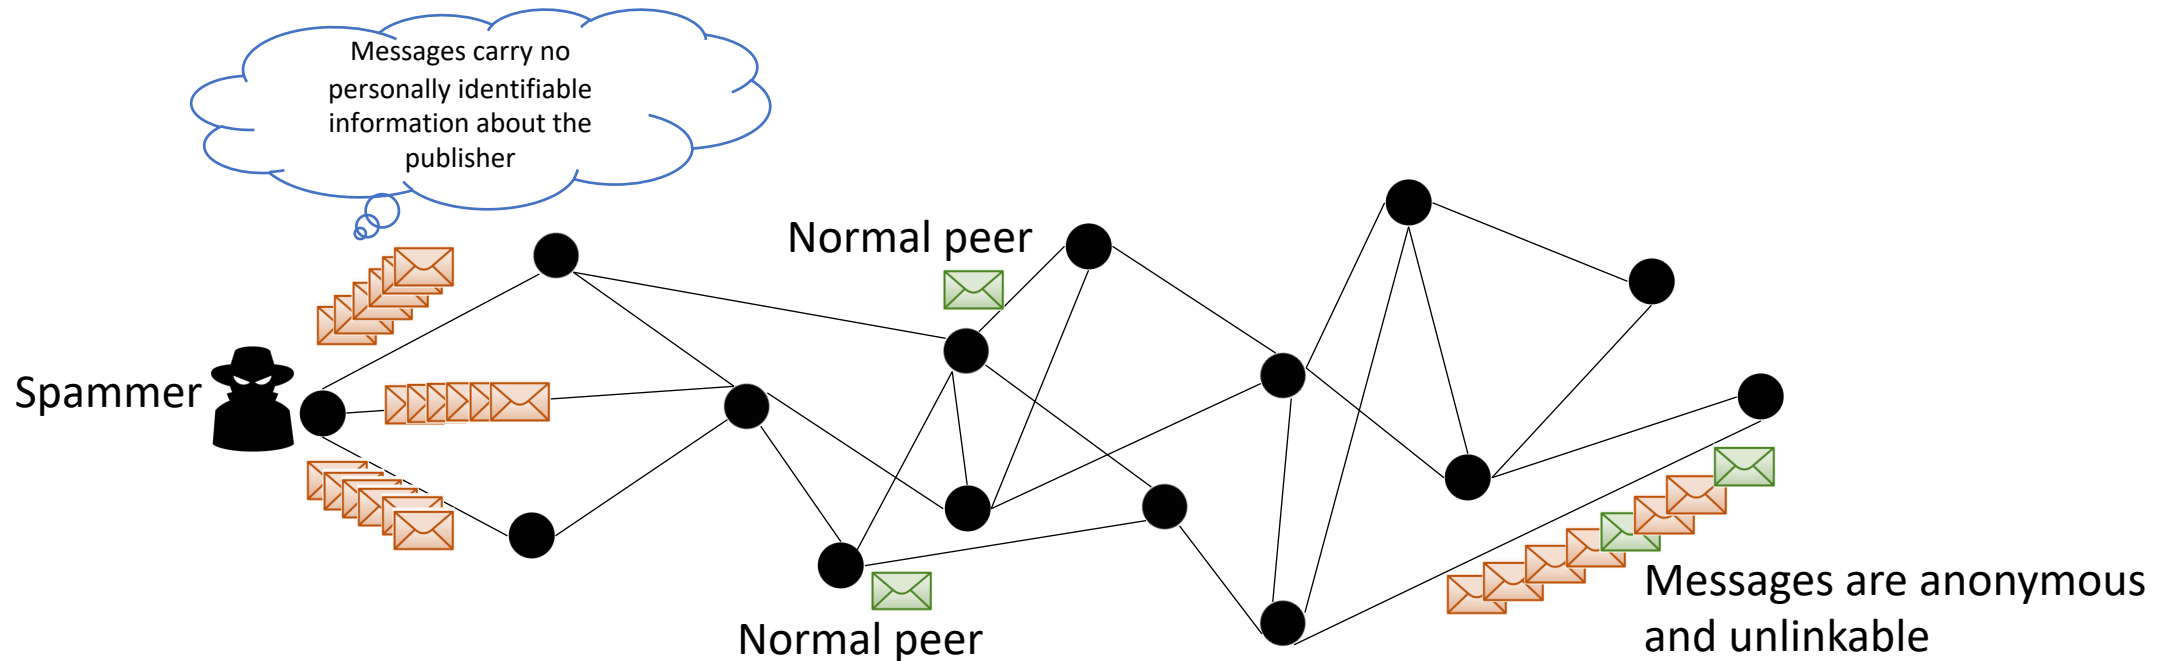 Messages carry no
personally identifiable
information about the
publisher
Normal peer
Spammer
Normal peer
Messages are anonymous
and unlinkable